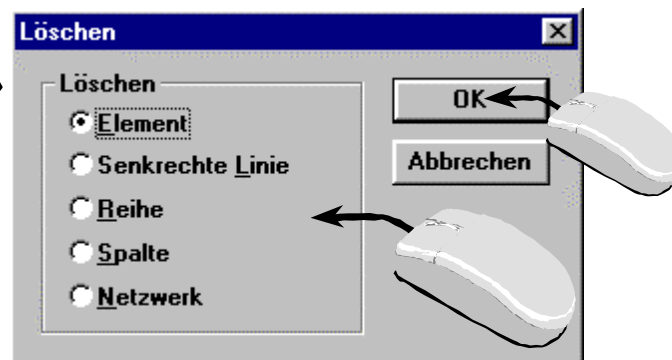 Löschen
Löschen
Element
Senkrechte Linie
Reihe
Spalte
Netzwerk
OK
Abbrechen